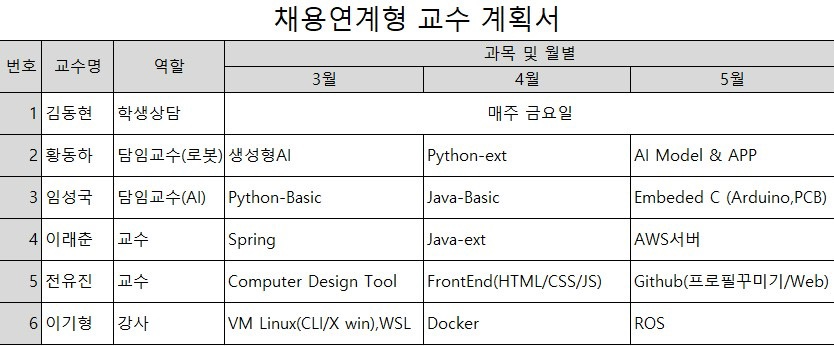 채용연계형 교수 계획서
번호 교수명 역할 과목 및 월별
3월 4월 5월
1 김동현 학생상담 매주 금요일
2 황동하 담임교수(로봇) 생성형AI Python-ext AI Model & APP
3 임성국 담임교수(AI) Python-Basic Java-Basic Embeded C (Arduino,PCB)
4 이래춘 교수 Spring Java-ext AWS서버
5 전유진 교수 Computer Design Tool FrontEnd(HTML/CSS/JS) Github(프로필꾸미기/Web)
6 이기형 강사 VM Linux(CLI/X win),WSL Docker ROS